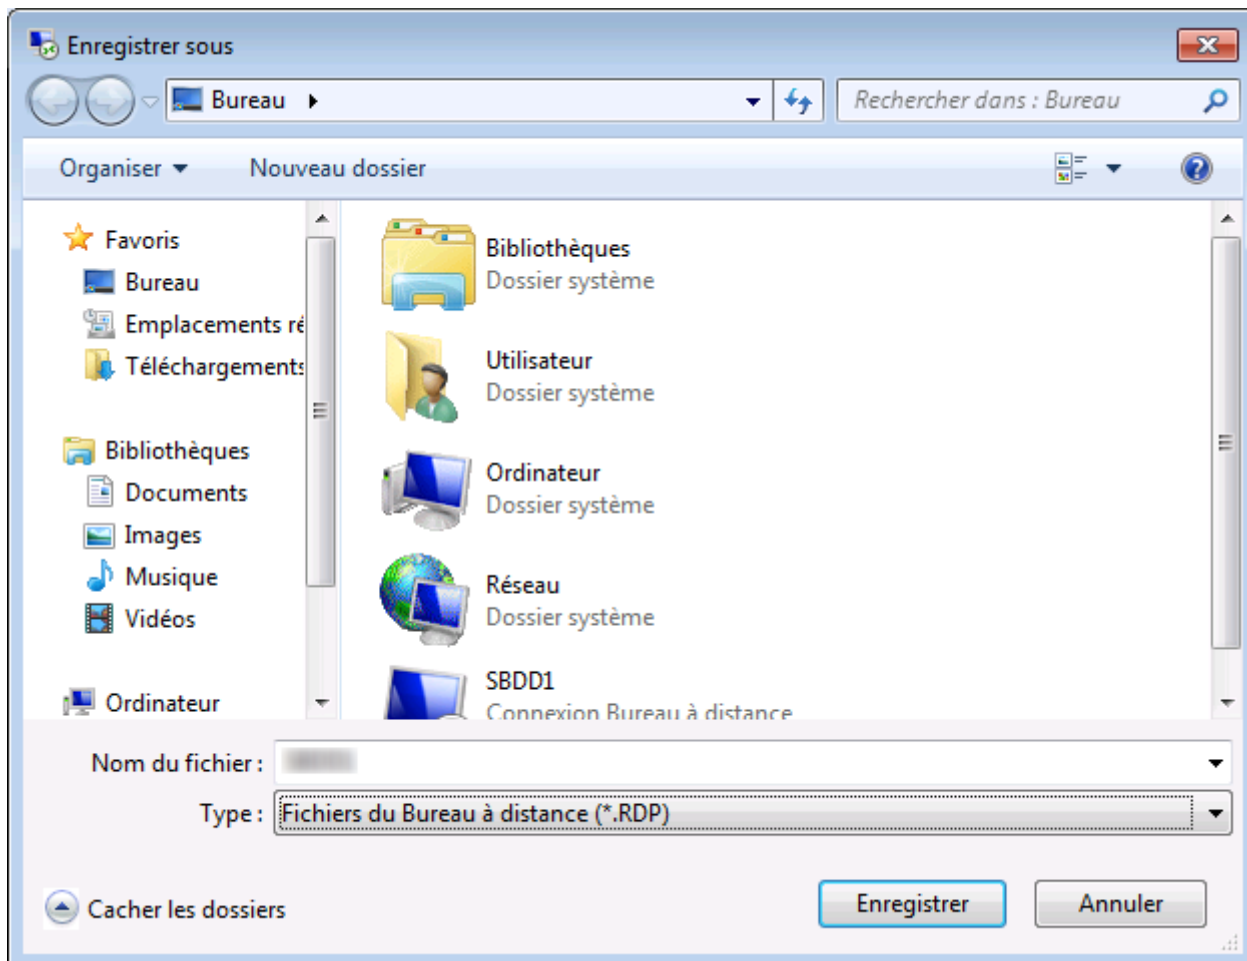 Enregistrer sous
Bureau
Rechercher dans : Bureau
Organiser
Nouveau dossier
Favoris
Bureau
Emplacements ré
Téléchargements
Bibliothèques
Documents
Images
Musique
Vidéos
Ordinateur
Bibliothèques
Dossier système
Utilisateur
Dossier système
Ordinateur
Dossier système
Réseau
Dossier système
SBDD1
Connexion Bureau à distance
Nom du fichier :
Type : Fichiers du Bureau à distance (*.RDP)
Cacher les dossiers
Enregistrer
Annuler